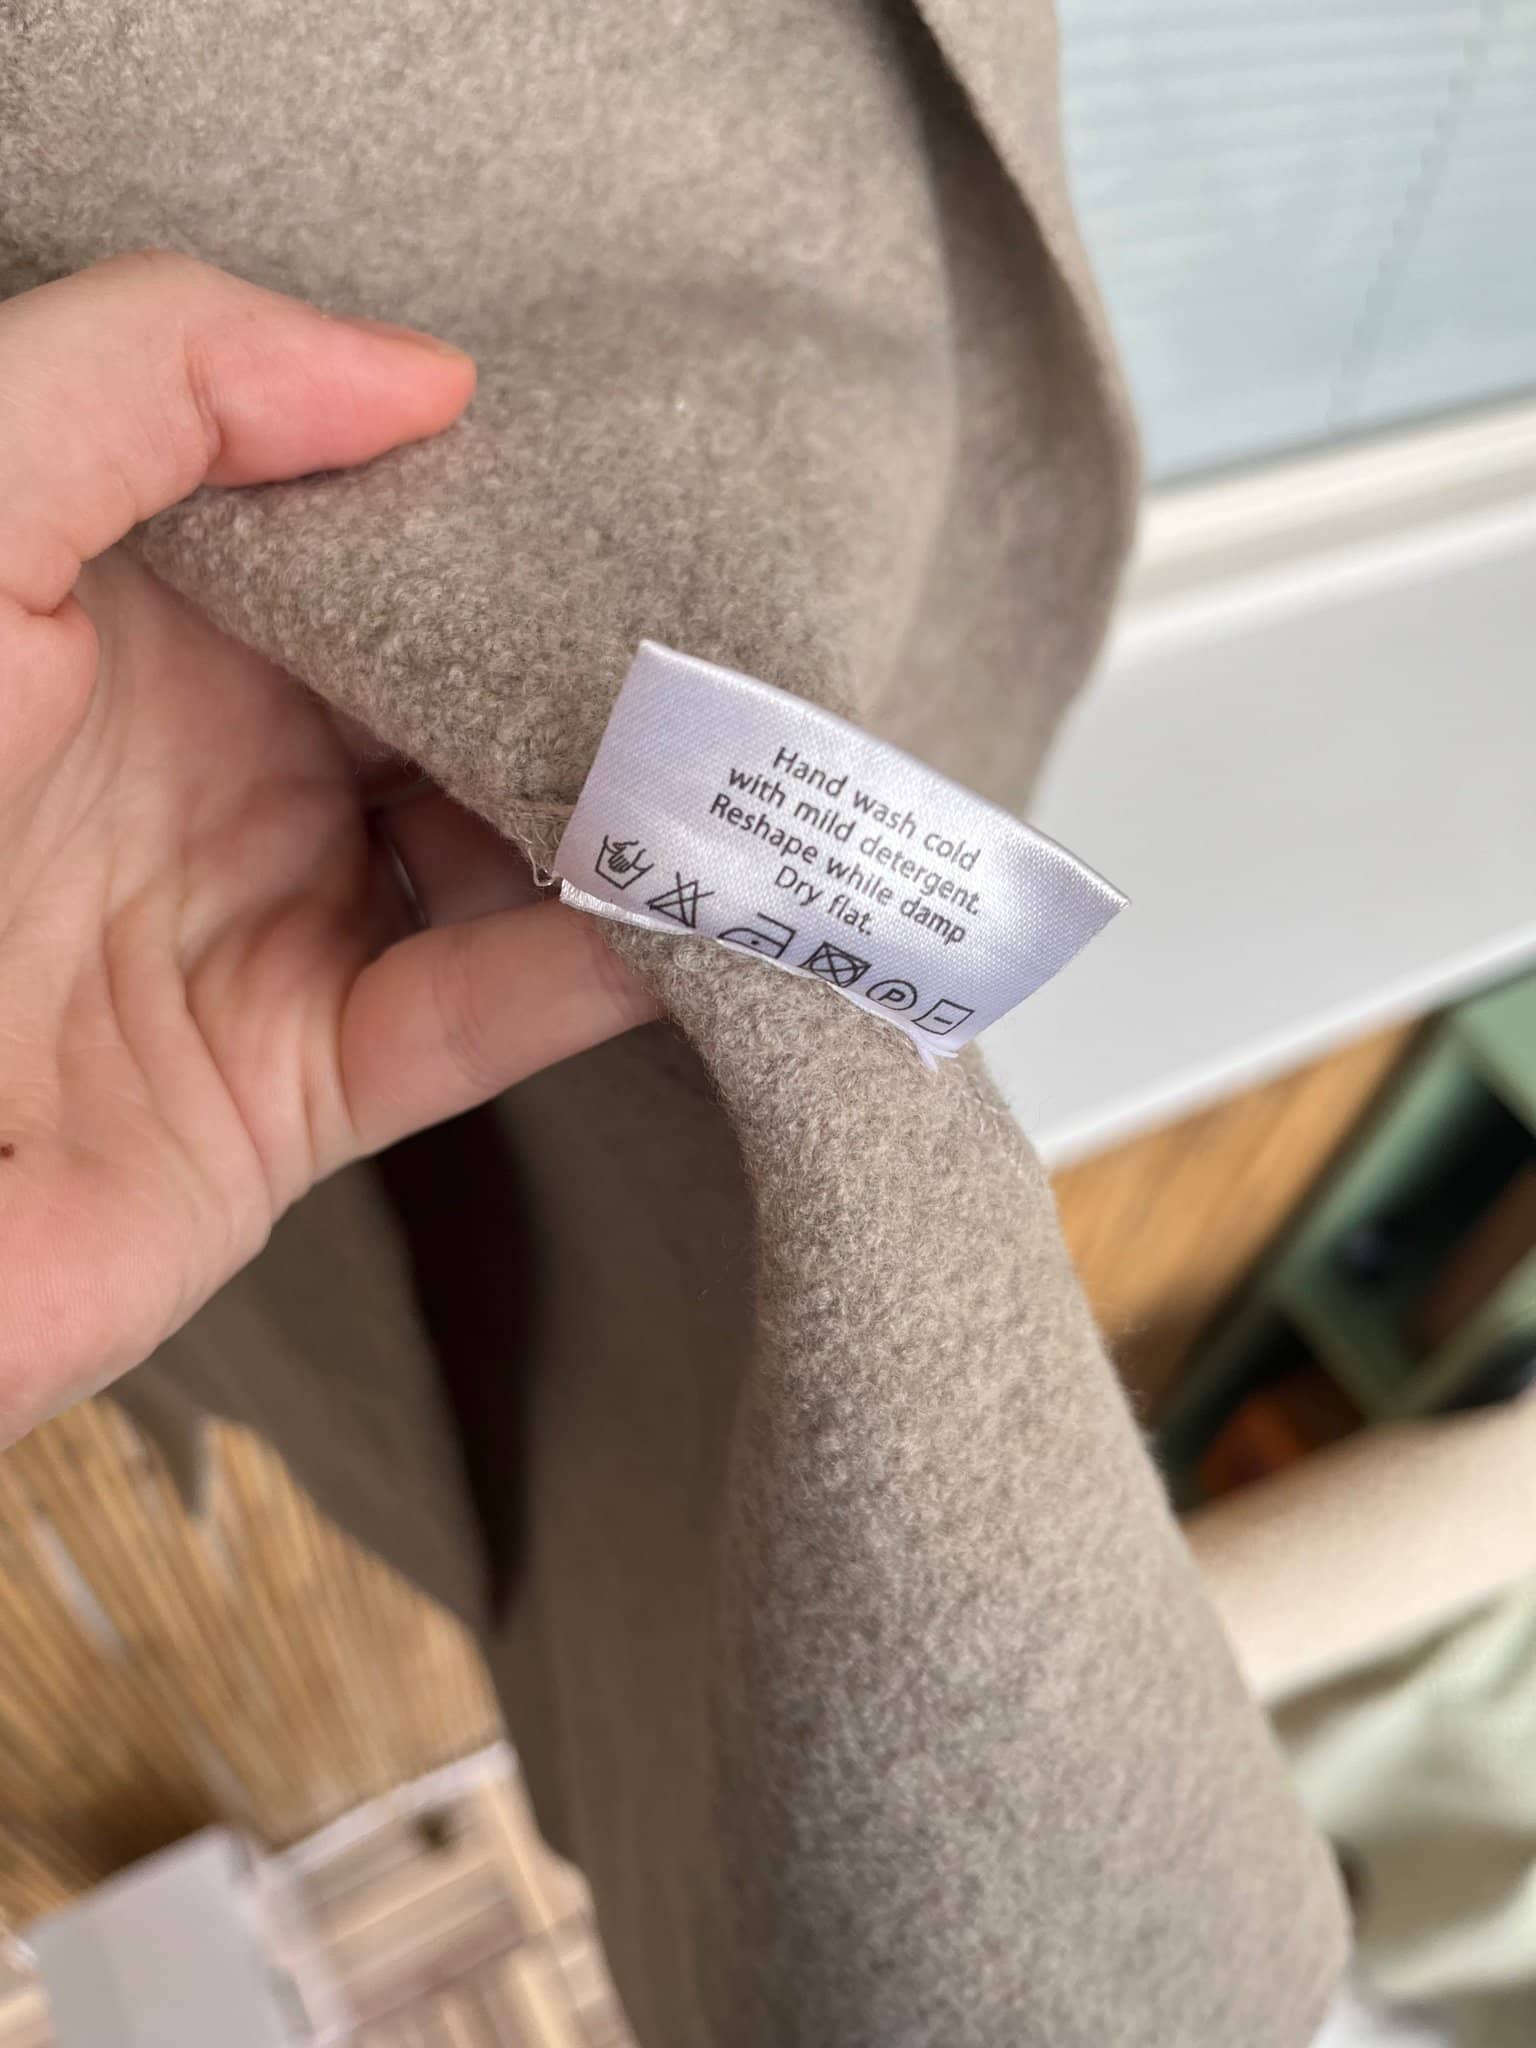 Hand wash cold
with mild detergent.
Reshape while damp
Dry flat.
P